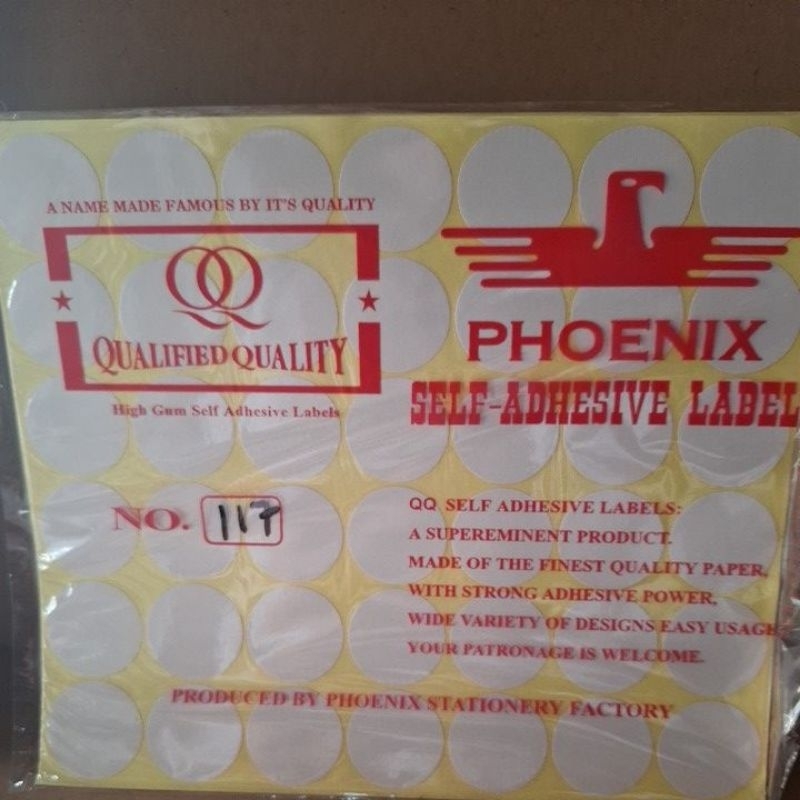 A NAME MADE FAMOUS BY IT'S QUALITY
QQ
QUALIFIED QUALITY
High Gum Self Adhesive Labels
PHOENIX
SELF-ADHESIVE LABEL
NO. 117
QQ SELF ADHESIVE LABELS:
A SUPEREMINENT PRODUCT.
MADE OF THE FINEST QUALITY PAPER,
WITH STRONG ADHESIVE POWER,
WIDE VARIETY OF DESIGNS EASY USAGE
YOUR PATRONAGE IS WELCOME.
PRODUCED BY PHOENIX STATIONERY FACTORY